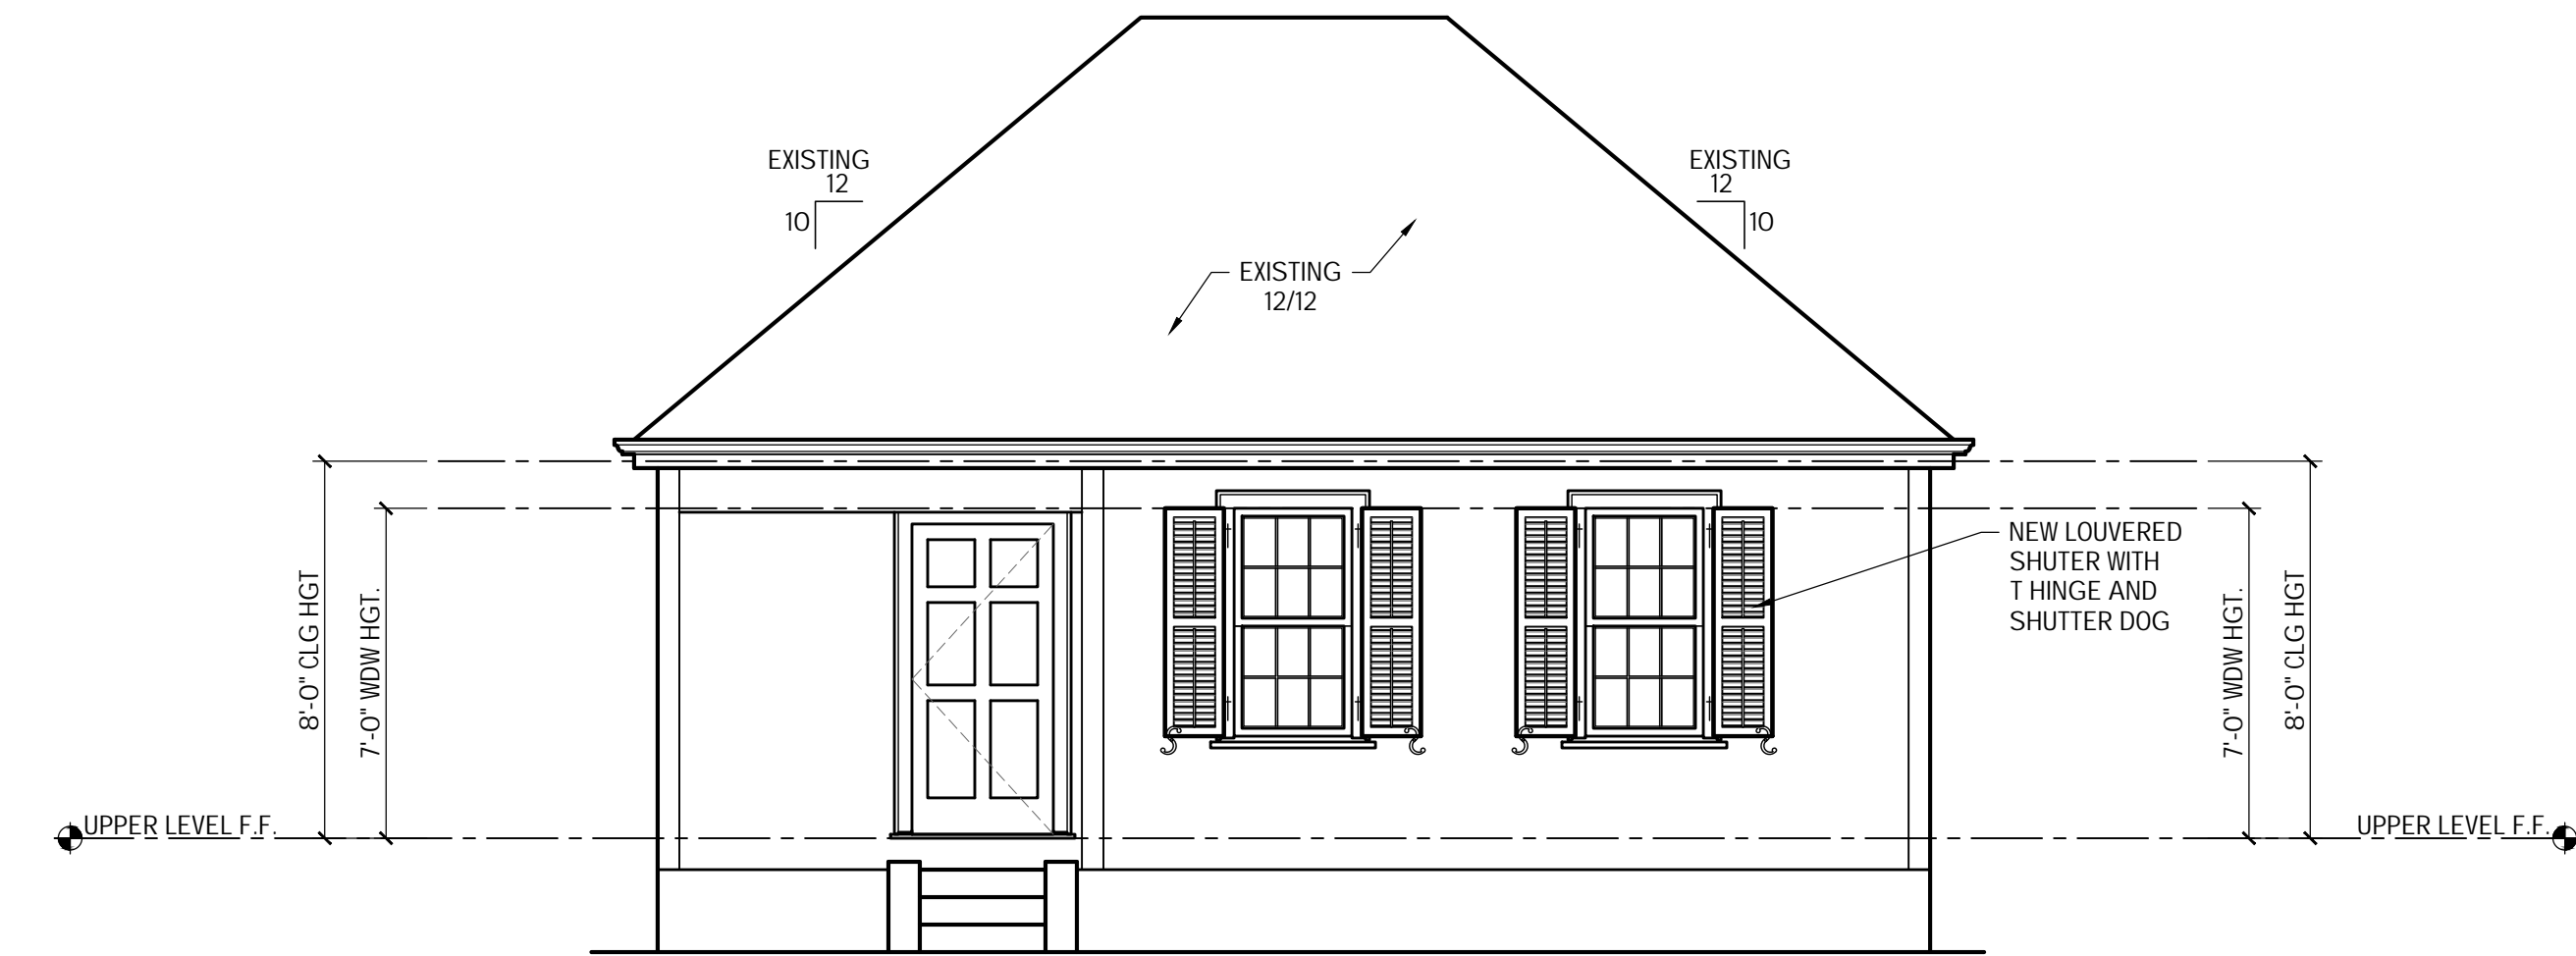 EXISTING
12
10
EXISTING
12
10
EXISTING
12/12
NEW LOUVERED
SHUTER WITH
T HINGE AND
SHUTTER DOG
8'-0" CLG HGT
7'-0" WDW HGT.
7'-0" WDW HGT.
8'-0" CLG HGT
UPPER LEVEL F.F.
UPPER LEVEL F.F.